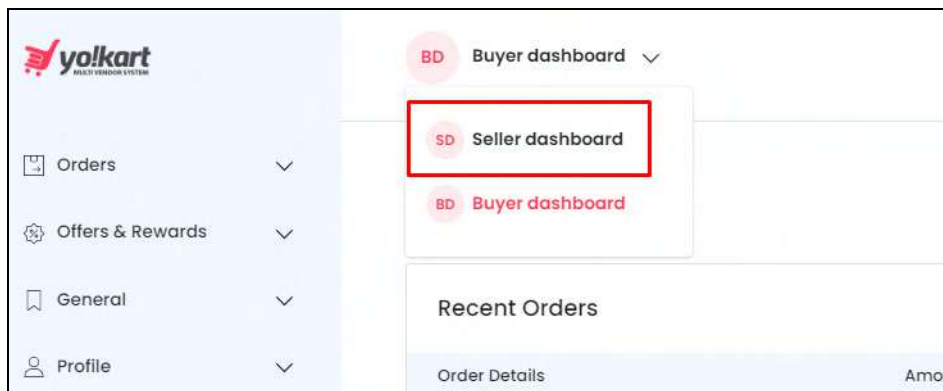 yo!kart
MULTI VENDOR SYSTEM
BD Buyer dashboard
SD Seller dashboard
BD Buyer dashboard
Orders
Offers & Rewards
General
Profile
Recent Orders
Order Details Amo